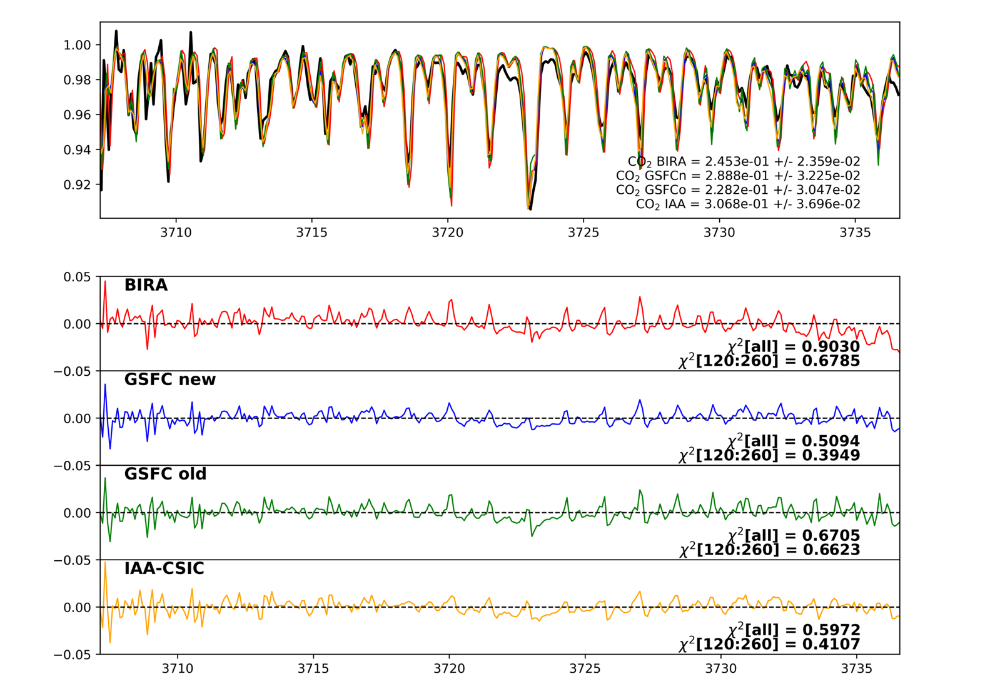 1.00
0.98
0.96
0.94
0.92
CO₂ BIRA = 2.453e-01 +/- 2.359e-02
CO₂ GSFCn = 2.888e-01 +/- 3.225e-02
CO₂ GSFCo = 2.282e-01 +/- 3.047e-02
CO₂ IAA = 3.068e-01 +/- 3.696e-02
3710 3715 3720 3725 3730 3735
0.05
BIRA
0.00
χ²[all] = 0.9030
χ²[120:260] = 0.6785
−0.05
GSFC new
0.00
χ²[all] = 0.5094
χ²[120:260] = 0.3949
−0.05
GSFC old
0.00
χ²[all] = 0.6705
χ²[120:260] = 0.6623
−0.05
IAA-CSIC
0.00
χ²[all] = 0.5972
χ²[120:260] = 0.4107
−0.05
3710 3715 3720 3725 3730 3735